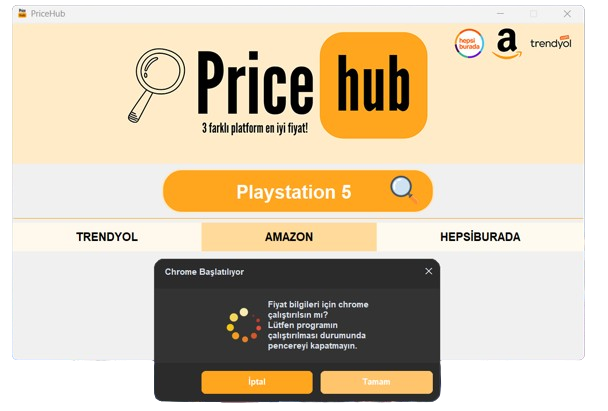 PriceHub
hepsi
burada
a
trendyol
Price hub
3 farklı platform en iyi fiyat!
Playstation 5
TRENDYOL
AMAZON
HEPSİBURADA
Chrome Başlatılıyor
Fiyat bilgileri için chrome
çalıştırılsın mı?
Lütfen programın
çalıştırılması durumunda
pencereyi kapatmayın.
İptal
Tamam